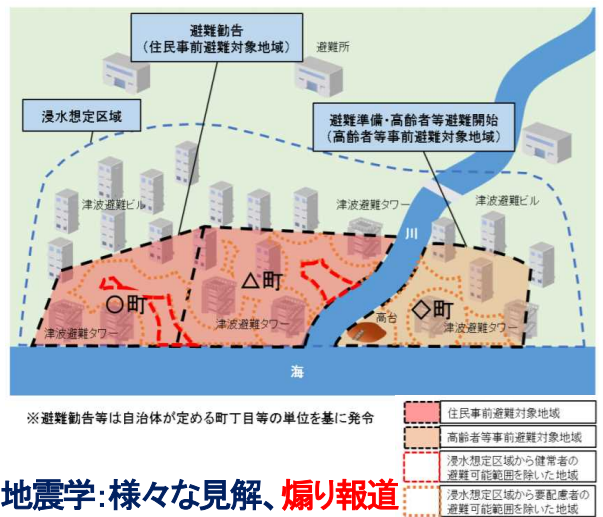 避難勧告
(住民事前避難対象地域)
避難所
浸水想定区域
避難準備・高齢者等避難開始
(高齢者等事前避難対象地域)
津波避難ビル
津波避難タワー
津波避難ビル
川
○町
△町
◇町
高台
津波避難タワー
津波避難タワー
津波避難タワー
海
※避難勧告等は自治体が定める町丁目等の単位を基に発令
住民事前避難対象地域
高齢者等事前避難対象地域
浸水想定区域から健常者の
避難可能範囲を除いた地域
浸水想定区域から要配慮者の
避難可能範囲を除いた地域
地震学:様々な見解、煽り報道